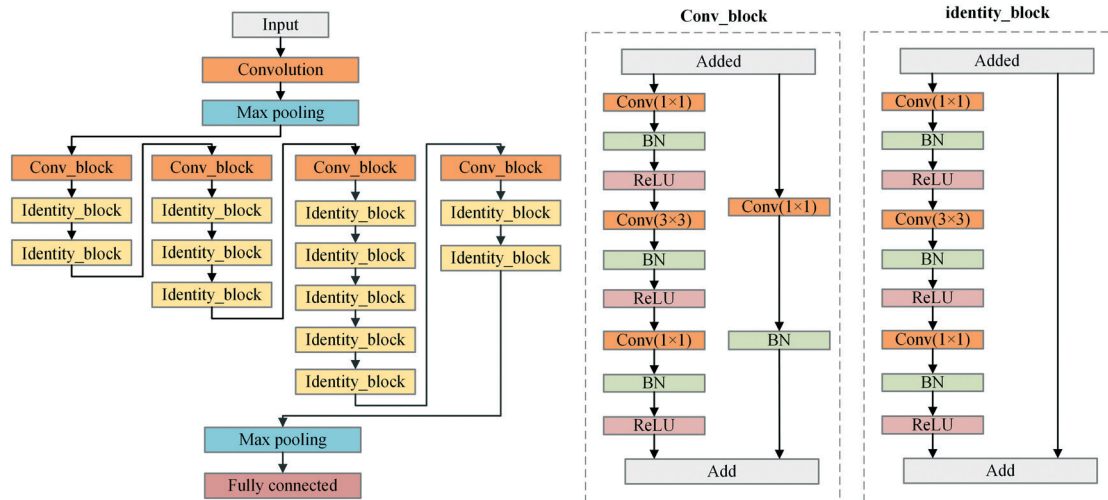 Input
Convolution
Max pooling
Conv_block
Identity_block
Identity_block
Conv_block
Identity_block
Identity_block
Identity_block
Conv_block
Identity_block
Identity_block
Identity_block
Identity_block
Identity_block
Conv_block
Identity_block
Identity_block
Max pooling
Fully connected
Conv_block
Added
Conv(1×1)
BN
ReLU
Conv(3×3)
BN
ReLU
Conv(1×1)
BN
ReLU
Conv(1×1)
BN
Add
identity_block
Added
Conv(1×1)
BN
ReLU
Conv(3×3)
BN
ReLU
Conv(1×1)
BN
ReLU
Add